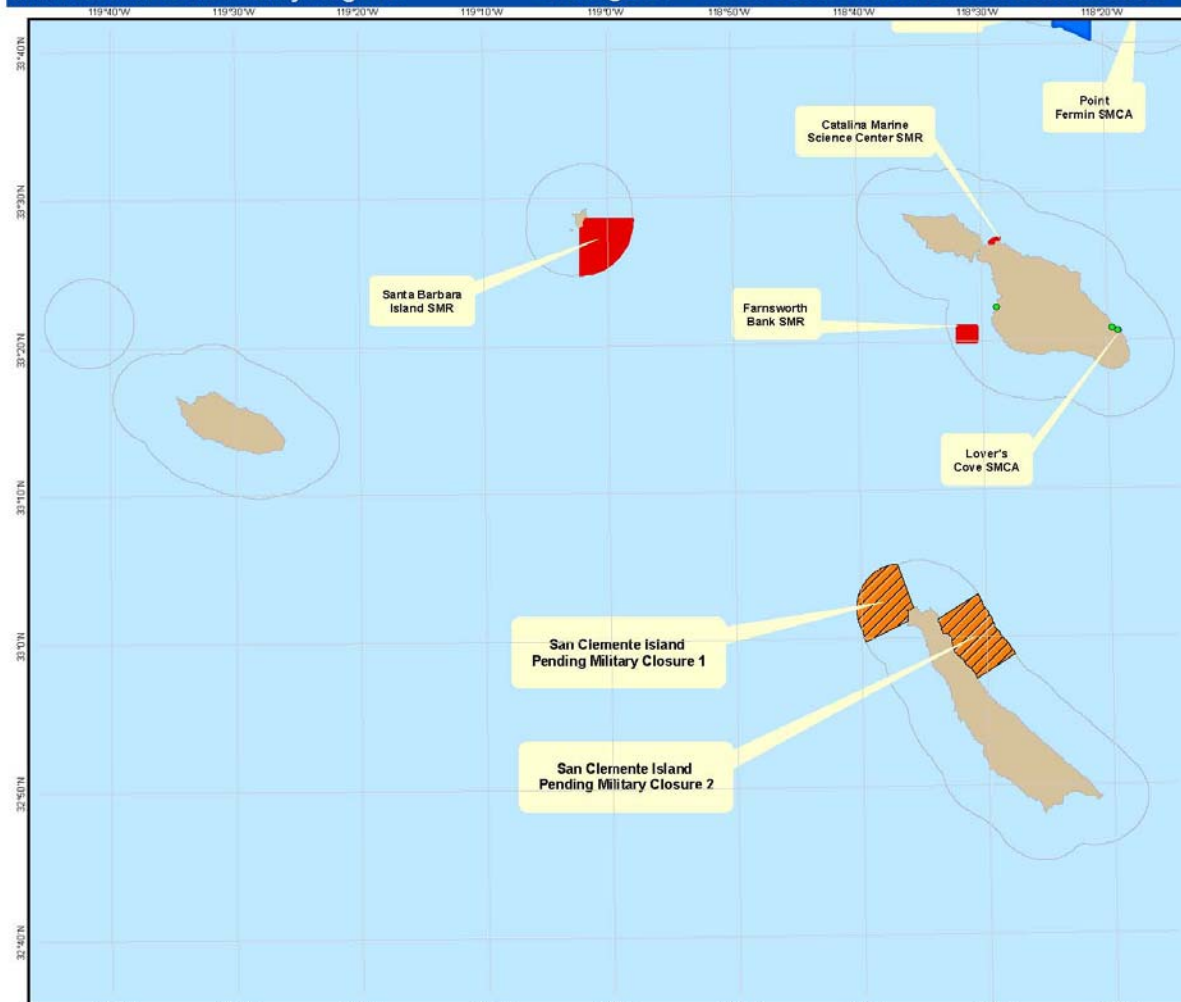 119°40'W 119°30'W 119°20'W 119°10'W 119°0'W 118°50'W 118°40'W 118°30'W 118°20'W
33°40'N
Point
Fermin SMCA
Catalina Marine
Science Center SMR
33°30'N
Santa Barbara
Island SMR
Farnsworth
Bank SMR
33°20'N
Lover's
Cove SMCA
33°10'N
San Clemente Island
Pending Military Closure 1
33°0'N
San Clemente Island
Pending Military Closure 2
32°50'N
32°40'N